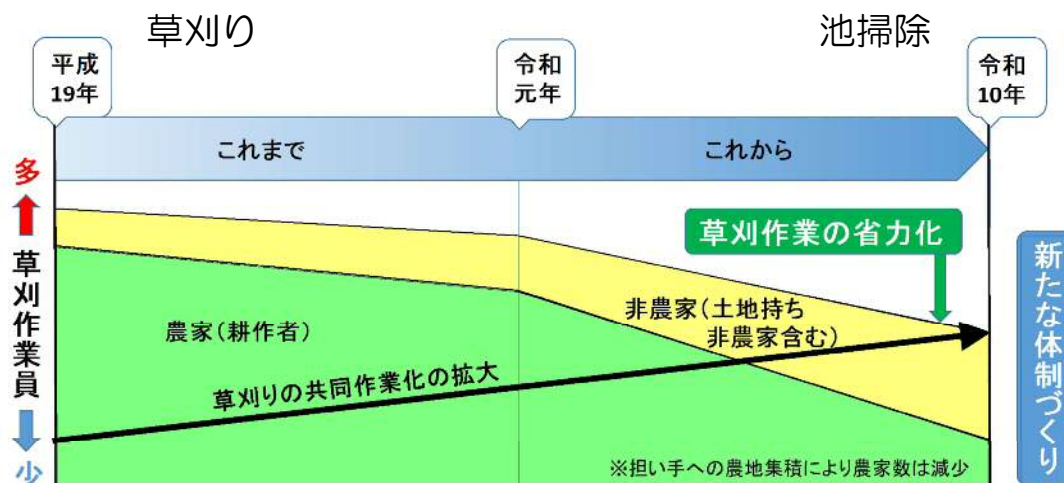 草刈り
池掃除
平成
19年
令和
元年
令和
10年
これまで
これから
多
草刈作業員
少
草刈作業の省力化
農家(耕作者)
非農家(土地持ち
非農家含む)
草刈りの共同作業化の拡大
※担い手への農地集積により農家数は減少
新たな体制づくり